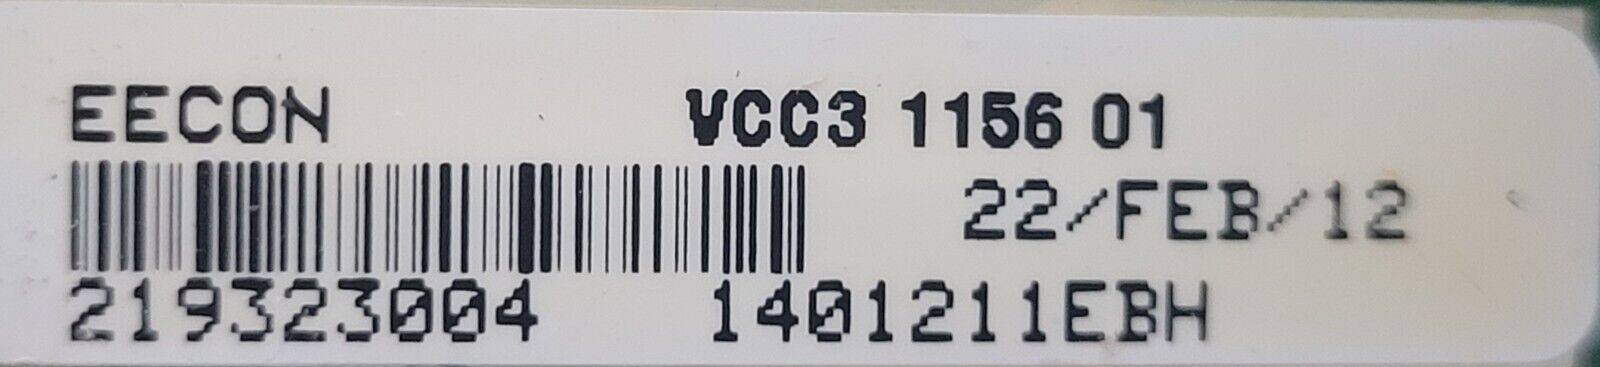 EECON VCC3 1156 01
22/FEB/12
219323004 1401211EBH